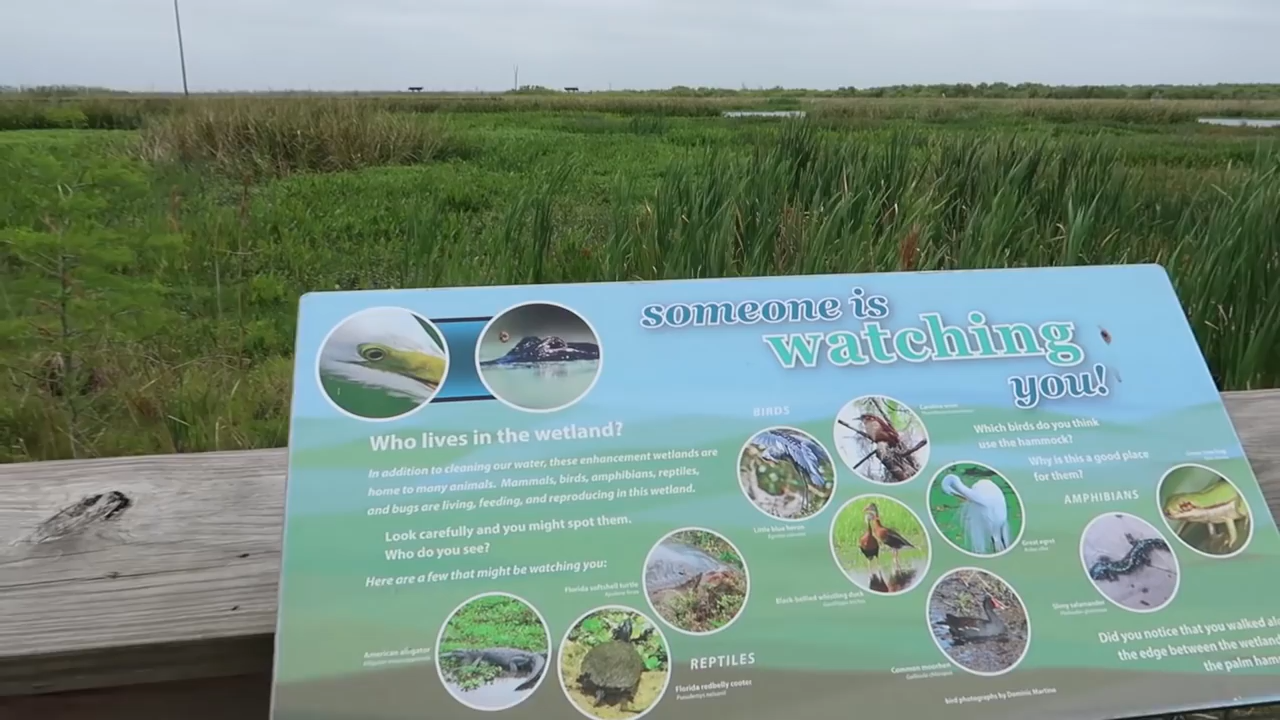 someone is
watching
you!
Who lives in the wetland?
In addition to cleaning our water, these enhancement wetlands are
home to many animals. Mammals, birds, amphibians, reptiles,
and bugs are living, feeding, and reproducing in this wetland.
Look carefully and you might spot them.
Who do you see?
Here are a few that might be watching you:
Florida softshell turtle
American alligator
REPTILES
Florida redbelly cooter
BIRDS
Carolina wren
Little blue heron
Great egret
Black-bellied whistling duck
Common moorhen
bird photographs by Dominic Martino
Which birds do you think
use the hammock?
Why is this a good place
for them?
AMPHIBIANS
Slimy salamander
Did you notice that you walked al
the edge between the wetlan
the palm ham